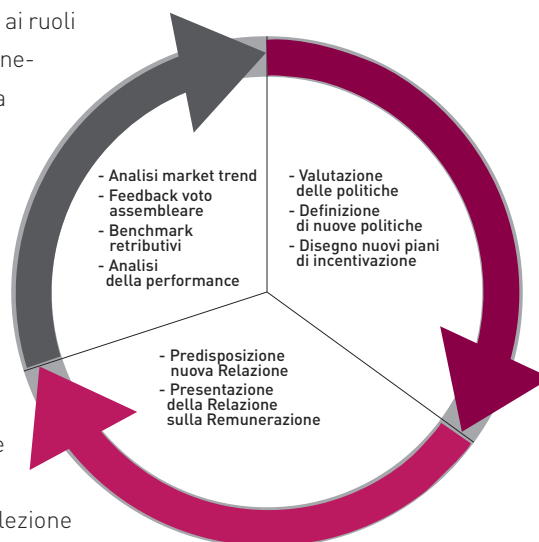 ai ruoli
ne-
a
- Analisi market trend
- Feedback voto
assembleare
- Benchmark
retributivi
- Analisi
della performance
- Valutazione
delle politiche
- Definizione
di nuove politiche
- Disegno nuovi piani
di incentivazione
- Predisposizione
nuova Relazione
- Presentazione
della Relazione
sulla Remunerazione
e
lezione